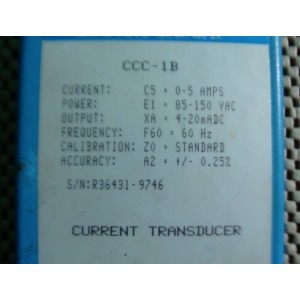 CCC-1B
CURRENT: C5 = 0-5 AMPS
POWER: E1 = 85-150 VAC
OUTPUT: XA = 4-20mADC
FREQUENCY: F60 = 60 Hz
CALIBRATION: Z0 = STANDARD
ACCURACY: A2 = +/- 0.25%
S/N:R36431-9746
CURRENT TRANSDUCER